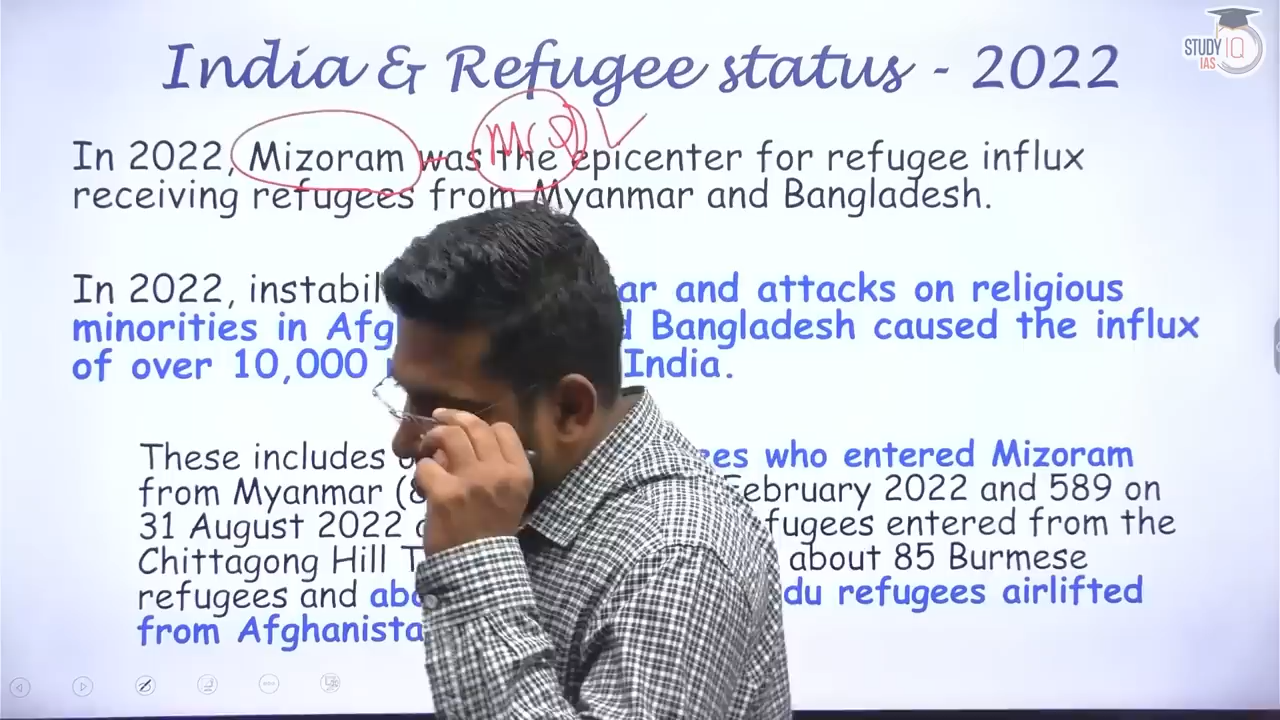 India & Refugee status - 2022
STUDY IQ
IAS
MCQ
In 2022, Mizoram was the epicenter for refugee influx
receiving refugees from Myanmar and Bangladesh.
In 2022, instabil ar and attacks on religious
minorities in Afg Bangladesh caused the influx
of over 10,000 India.
These includes who entered Mizoram
from Myanmar (8 February 2022 and 589 on
31 August 2022 fugees entered from the
Chittagong Hill T about 85 Burmese
refugees and du refugees airlifted
from Afghanista